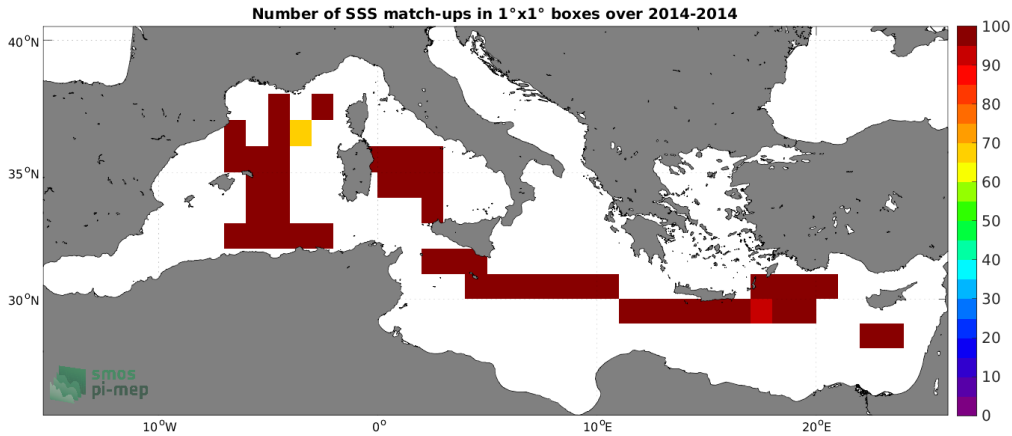 Number of SSS match-ups in 1°x1° boxes over 2014-2014
40°N
35°N
30°N
10°W
0°
10°E
20°E
100
90
80
70
60
50
40
30
20
10
0
smos
pi-mep